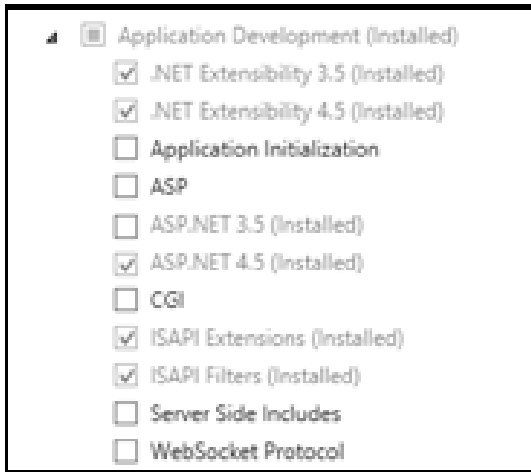 Application Development (Installed)
.NET Extensibility 3.5 (Installed)
.NET Extensibility 4.5 (Installed)
Application Initialization
ASP
ASP.NET 3.5 (Installed)
ASP.NET 4.5 (Installed)
CGI
ISAPI Extensions (Installed)
ISAPI Filters (Installed)
Server Side Includes
WebSocket Protocol